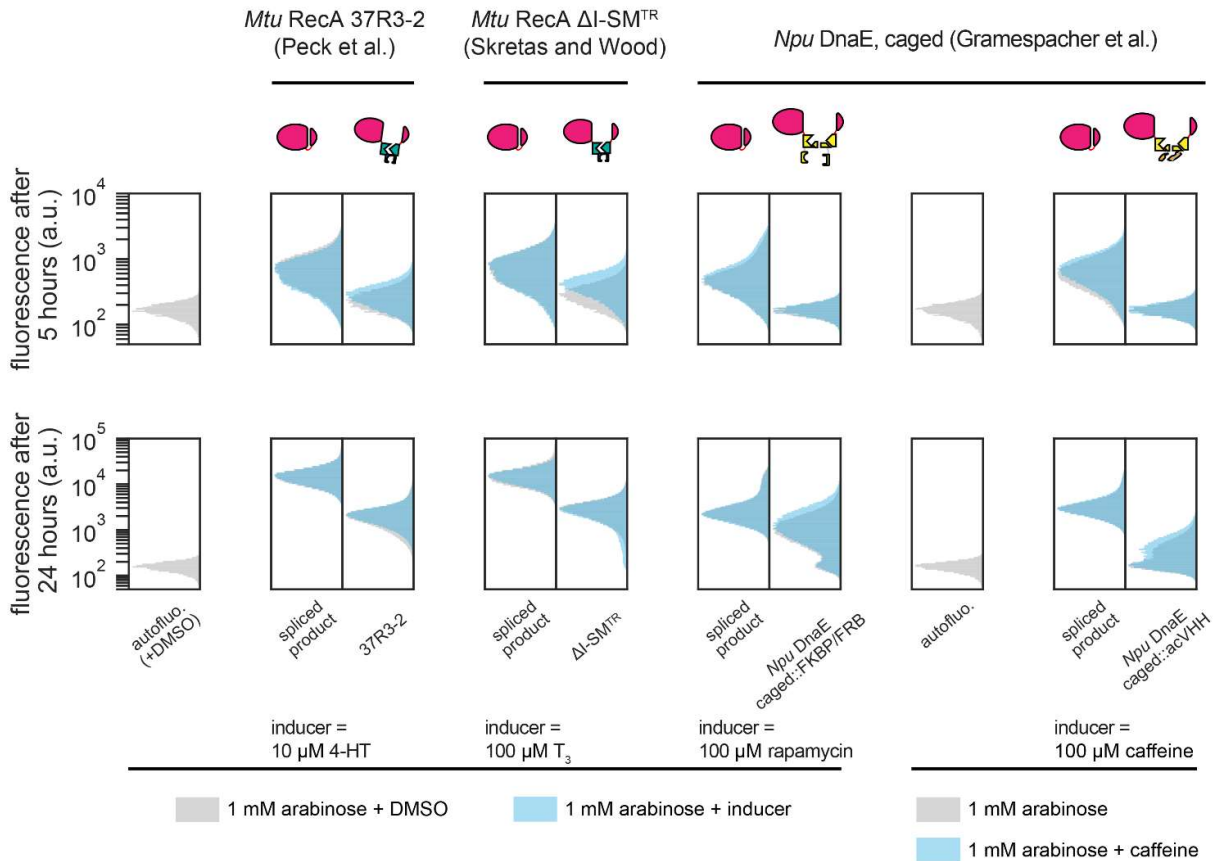 Mtu RecA 37R3-2
(Peck et al.)
Mtu RecA ΔI-SMᵀᴿ
(Skretas and Wood)
Npu DnaE, caged (Gramespacher et al.)
fluorescence after
5 hours (a.u.)
10⁴
10³
10²
fluorescence after
24 hours (a.u.)
10⁵
10⁴
10³
10²
autofluo.
(+DMSO)
spliced
product
37R3-2
spliced
product
ΔI-SMᵀᴿ
spliced
product
Npu DnaE
caged::FKBP/FRB
autofluo.
spliced
product
Npu DnaE
caged::acVHH
inducer =
10 µM 4-HT
inducer =
100 µM T₃
inducer =
100 µM rapamycin
inducer =
100 µM caffeine
1 mM arabinose + DMSO
1 mM arabinose + inducer
1 mM arabinose
1 mM arabinose + caffeine